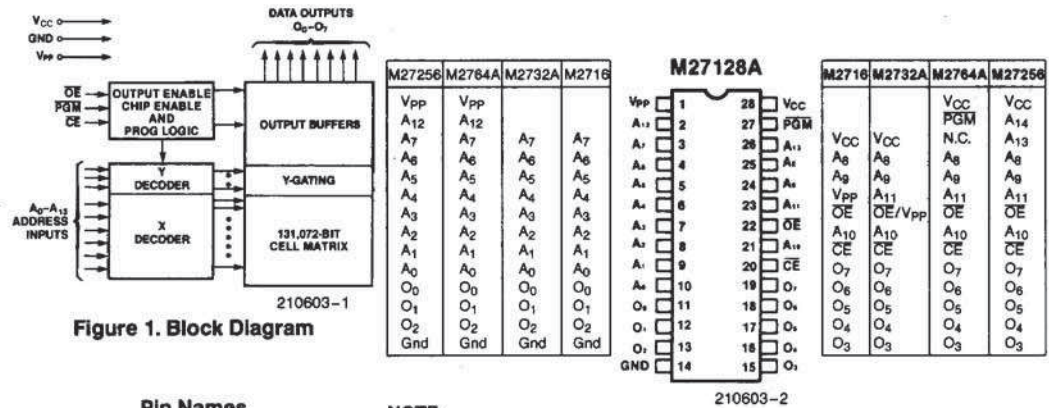 DATA OUTPUTS
O₀–O₇
V_CC
GND
V_PP
OE
PGM
CE
OUTPUT ENABLE
CHIP ENABLE
AND
PROG LOGIC
OUTPUT BUFFERS
Y
DECODER
Y-GATING
A₀–A₁₃
ADDRESS
INPUTS
X
DECODER
131,072-BIT
CELL MATRIX
210603–1
Figure 1. Block Diagram
M27256 M2764A M2732A M2716
VPP VPP
A12 A12
A7 A7 A7 A7
A6 A6 A6 A6
A5 A5 A5 A5
A4 A4 A4 A4
A3 A3 A3 A3
A2 A2 A2 A2
A1 A1 A1 A1
A0 A0 A0 A0
O0 O0 O0 O0
O1 O1 O1 O1
O2 O2 O2 O2
Gnd Gnd Gnd Gnd
M27128A
VPP 1 28 VCC
A12 2 27 PGM
A7 3 26 A13
A6 4 25 A8
A5 5 24 A9
A4 6 23 A11
A3 7 22 OE
A2 8 21 A10
A1 9 20 CE
A0 10 19 O7
O0 11 18 O6
O1 12 17 O5
O2 13 16 O4
GND 14 15 O3
210603–2
M2716 M2732A M2764A M27256
VCC VCC
PGM A14
VCC VCC N.C. A13
A8 A8 A8 A8
A9 A9 A9 A9
VPP A11 A11 A11
OE OE/VPP OE OE
A10 A10 A10 A10
CE CE CE CE
O7 O7 O7 O7
O6 O6 O6 O6
O5 O5 O5 O5
O4 O4 O4 O4
O3 O3 O3 O3
Pin Names
NOTE